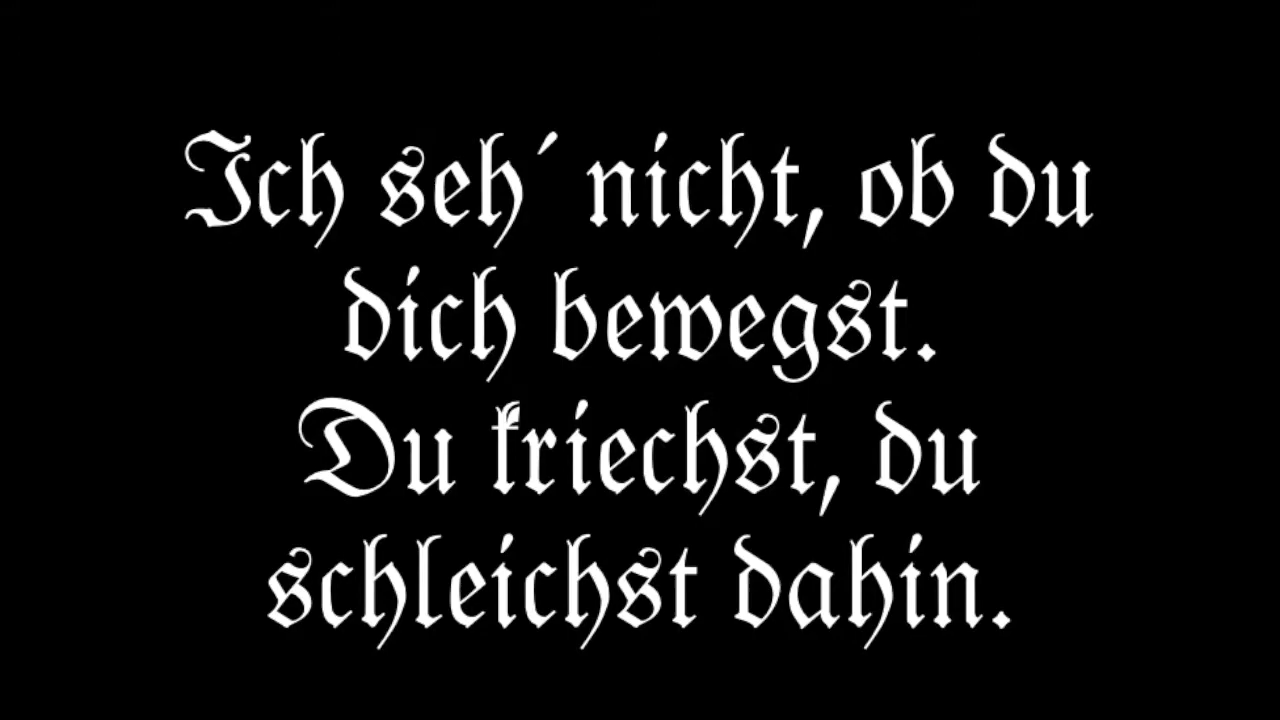 Ich seh´ nicht, ob du
dich bewegst.
Du kriechst, du
schleichst dahin.